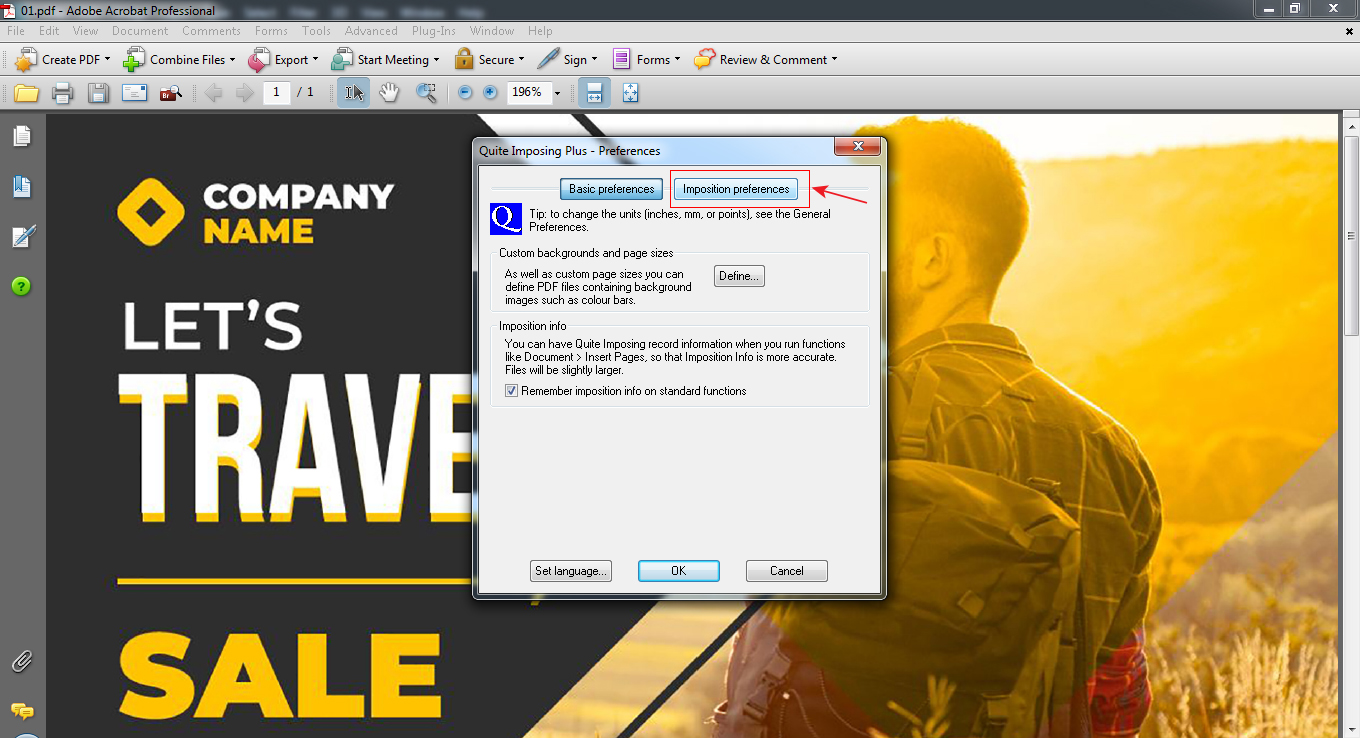 01.pdf - Adobe Acrobat Professional
File Edit View Document Comments Forms Tools Advanced Plug-Ins Window Help
Create PDF Combine Files Export Start Meeting Secure Sign Forms Review & Comment
Br 1 / 1 196%
Quite Imposing Plus - Preferences
Basic preferences Imposition preferences
Q Tip: to change the units (inches, mm, or points), see the General
Preferences.
Custom backgrounds and page sizes
As well as custom page sizes you can
define PDF files containing background
images such as colour bars.
Define...
Imposition info
You can have Quite Imposing record information when you run functions
like Document > Insert Pages, so that Imposition Info is more accurate.
Files will be slightly larger.
Remember imposition info on standard functions
Set language... OK Cancel
COMPANY
NAME
LET'S
TRAVE
SALE